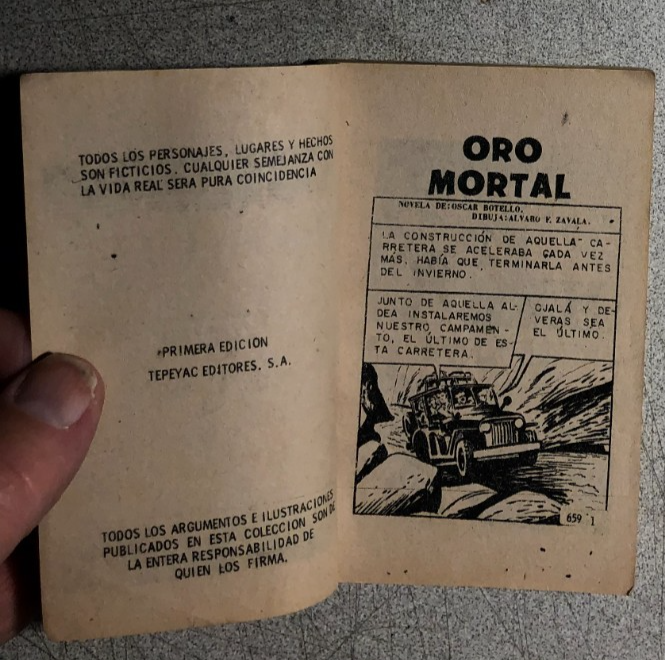 TODOS LOS PERSONAJES, LUGARES Y HECHOS
SON FICTICIOS. CUALQUIER SEMEJANZA CON
LA VIDA REAL SERA PURA COINCIDENCIA
PRIMERA EDICION
TEPEYAC EDITORES. S.A.
TODOS LOS ARGUMENTOS E ILUSTRACIONES
PUBLICADOS EN ESTA COLECCION SON DE
LA ENTERA RESPONSABILIDAD DE
QUIEN LOS FIRMA.
ORO
MORTAL
NOVELA DE: OSCAR BOTELLO.
DIBUJA: ALVARO F. ZAVALA.
LA CONSTRUCCIÓN DE AQUELLA CA-
RRETERA SE ACELERABA CADA VEZ
MÁS. HABÍA QUE TERMINARLA ANTES
DEL INVIERNO.
JUNTO DE AQUELLA AL-
DEA INSTALAREMOS
NUESTRO CAMPAMEN-
TO, EL ÚLTIMO DE ES-
TA CARRETERA.
OJALÁ Y DE-
VERAS SEA
EL ÚLTIMO.
659 1